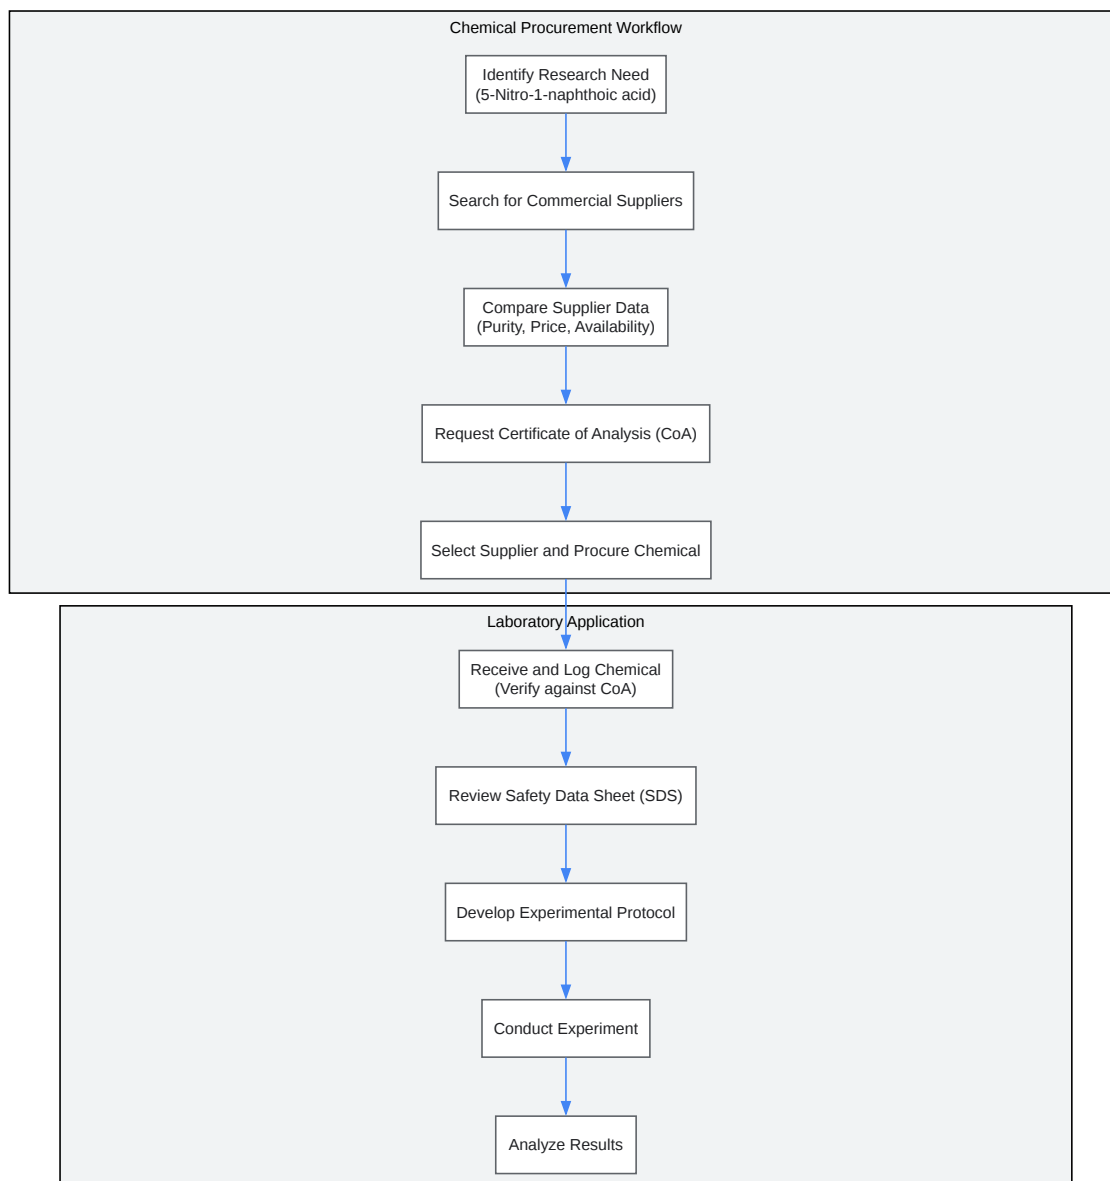 Chemical Procurement Workflow
Identify Research Need
(5-Nitro-1-naphthoic acid)
Search for Commercial Suppliers
Compare Supplier Data
(Purity, Price, Availability)
Request Certificate of Analysis (CoA)
Select Supplier and Procure Chemical
Laboratory Application
Receive and Log Chemical
(Verify against CoA)
Review Safety Data Sheet (SDS)
Develop Experimental Protocol
Conduct Experiment
Analyze Results